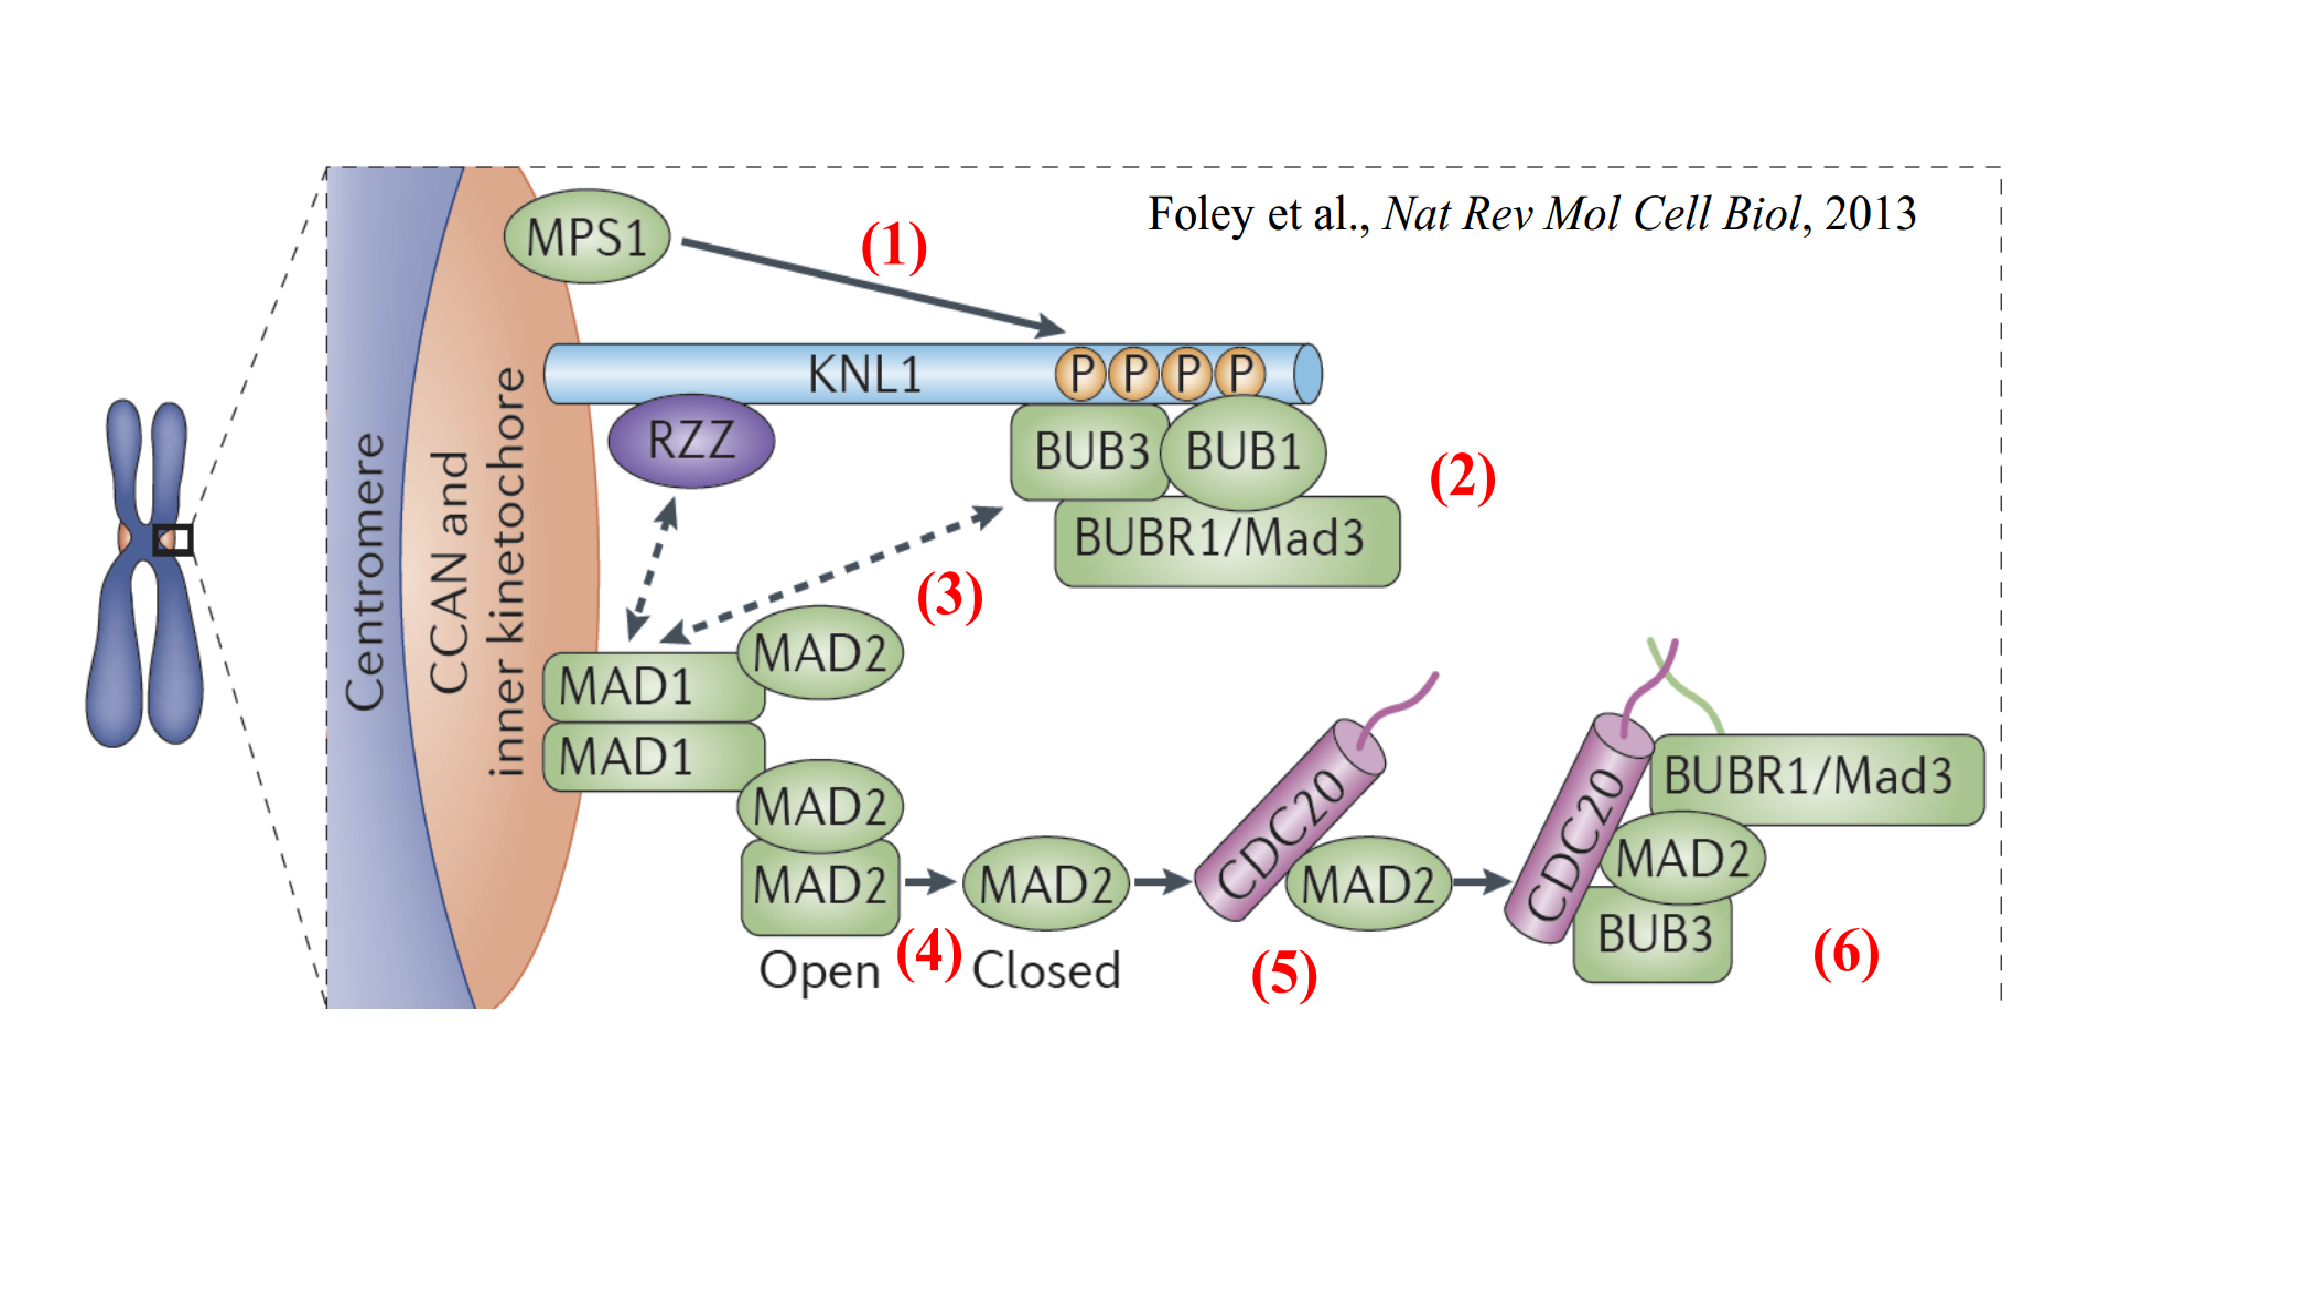 Foley et al., Nat Rev Mol Cell Biol, 2013
MPS1
(1)
KNL1
P P P P
RZZ
BUB3
BUB1
(2)
BUBR1/Mad3
Centromere
CCAN and
inner kinetochore
(3)
MAD2
MAD1
MAD1
MAD2
MAD2
MAD2
CDC20
MAD2
CDC20
BUBR1/Mad3
MAD2
BUB3
Open
(4)
Closed
(5)
(6)